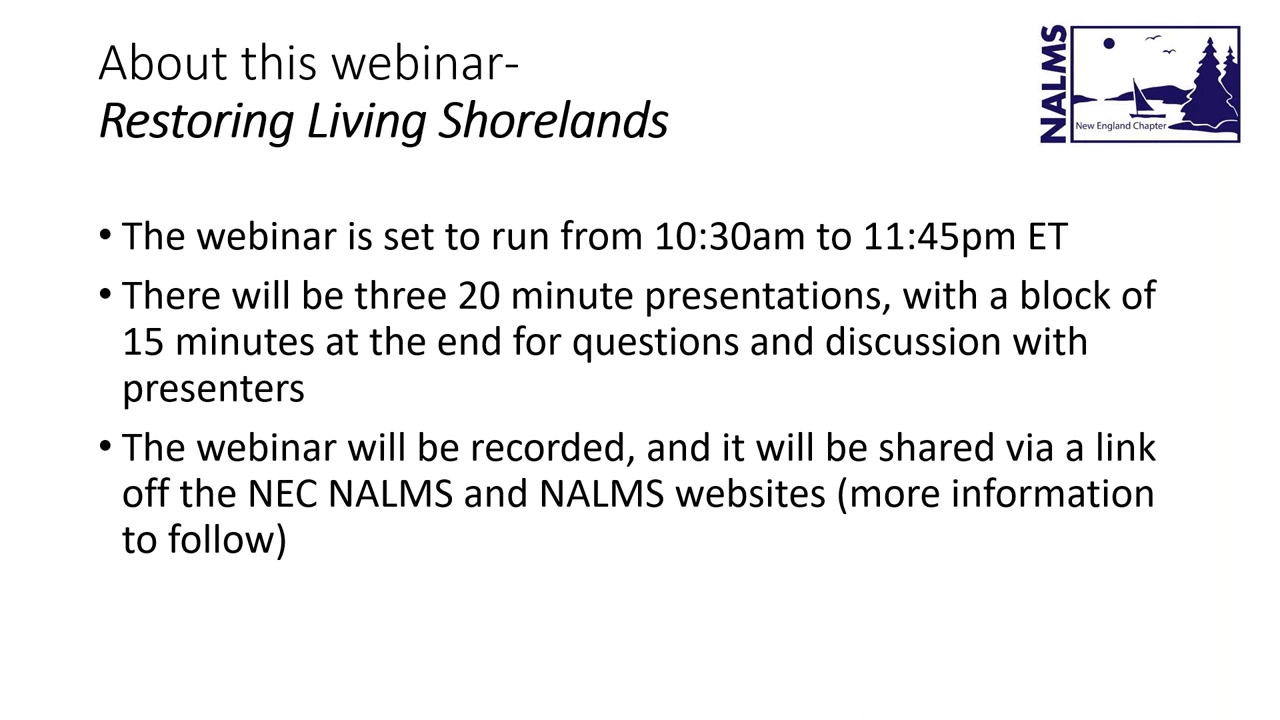 About this webinar-
Restoring Living Shorelands
NALMS
New England Chapter
• The webinar is set to run from 10:30am to 11:45pm ET
• There will be three 20 minute presentations, with a block of
15 minutes at the end for questions and discussion with
presenters
• The webinar will be recorded, and it will be shared via a link
off the NEC NALMS and NALMS websites (more information
to follow)